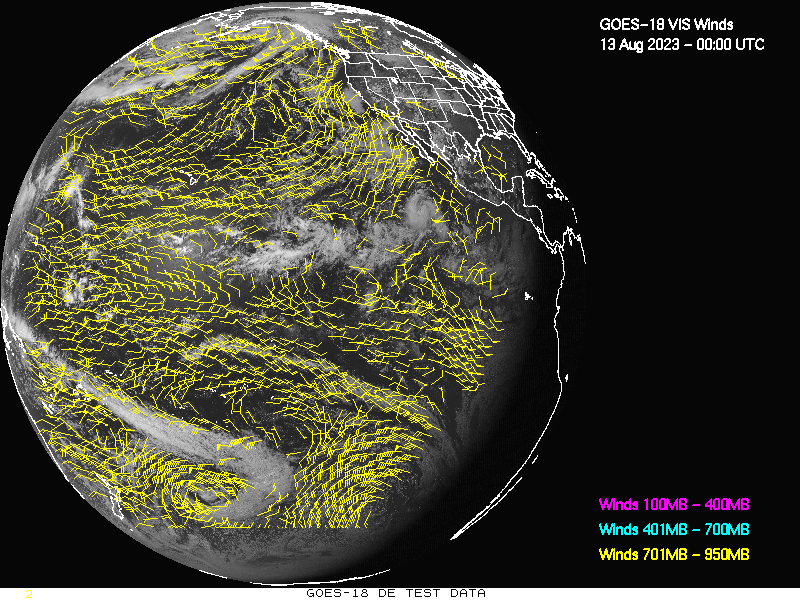 GOES-18 VIS Winds
13 Aug 2023 - 00:00 UTC
Winds 100MB - 400MB
Winds 401MB - 700MB
Winds 701MB - 950MB
2 GOES-18 DE TEST DATA